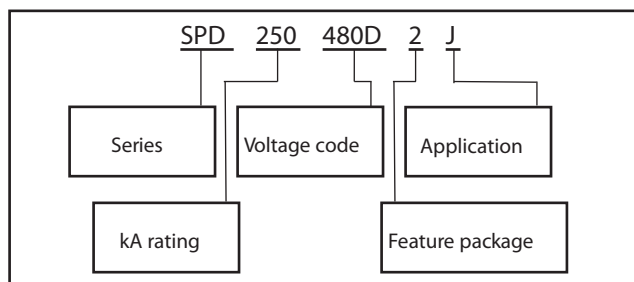 SPD 250 480D 2 J
Series
Voltage code
Application
kA rating
Feature package